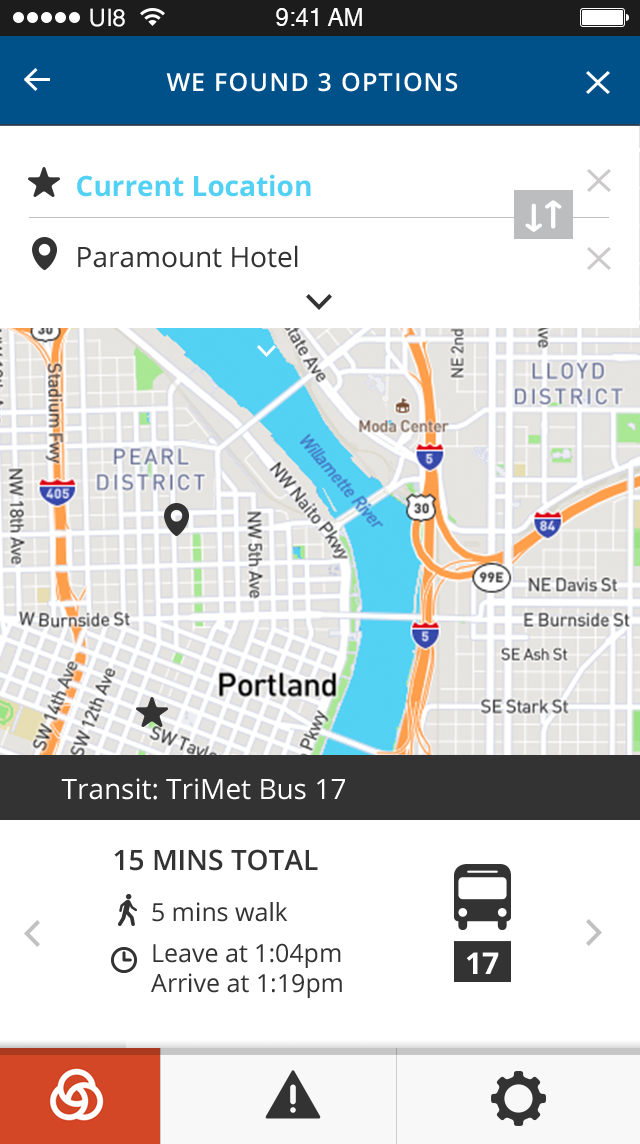 UI8 9:41 AM
WE FOUND 3 OPTIONS
Current Location
Paramount Hotel
30
State Ave
NE 2nd
Stadium Fwy
LLOYD
DISTRICT
Moda Center
PEARL
DISTRICT
5
Willamette River
NW 18th Ave
405
NW Naito Pkwy
30
84
NW 5th Ave
99E
NE Davis St
W Burnside St
E Burnside St
5
SE Ash St
Portland
SW 14th Ave
SW 12th Ave
SE Stark St
SW Taylo
Pkwy
Transit: TriMet Bus 17
15 MINS TOTAL
5 mins walk
Leave at 1:04pm
Arrive at 1:19pm
17